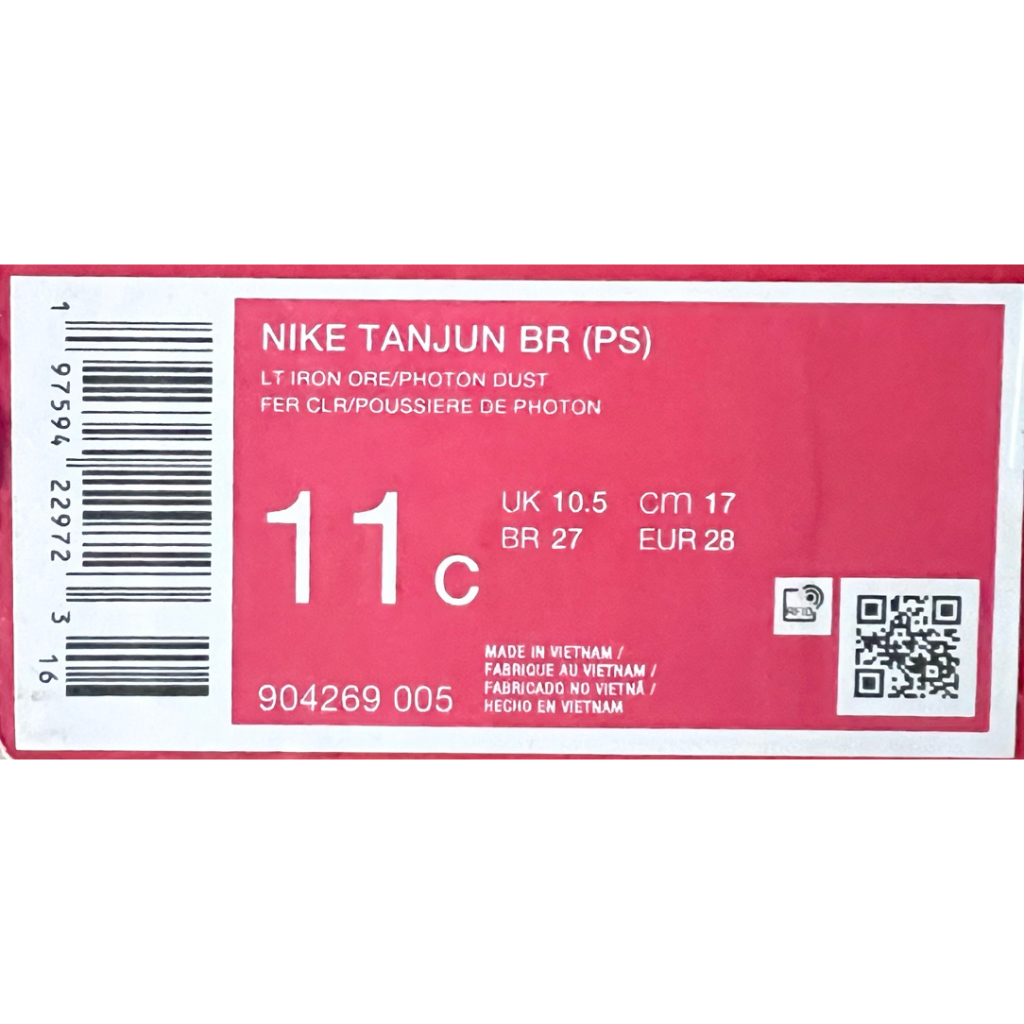 NIKE TANJUN BR (PS)
LT IRON ORE/PHOTON DUST
FER CLR/POUSSIERE DE PHOTON
11 c
UK 10.5 cm 17
BR 27 EUR 28
904269 005
MADE IN VIETNAM /
FABRIQUE AU VIETNAM /
FABRICADO NO VIETNÃ /
HECHO EN VIETNAM
RFID
1 97594 22972 3 16